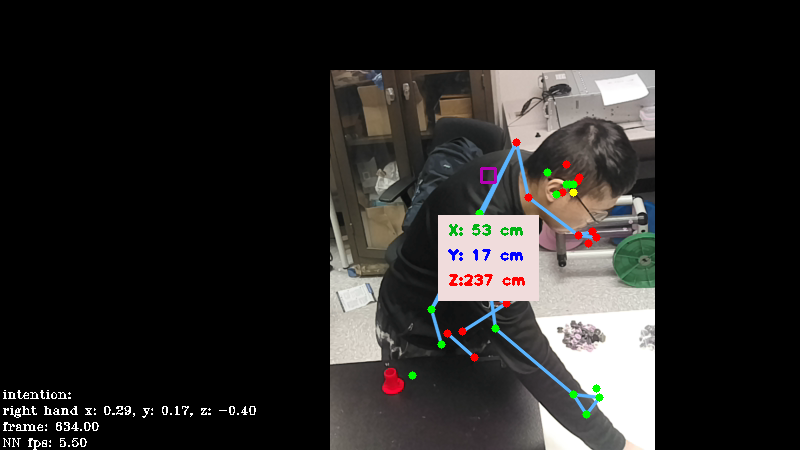 X: 53 cm
Y: 17 cm
Z:237 cm
intention:
right hand x: 0.29, y: 0.17, z: -0.40
frame: 634.00
NN fps: 5.50